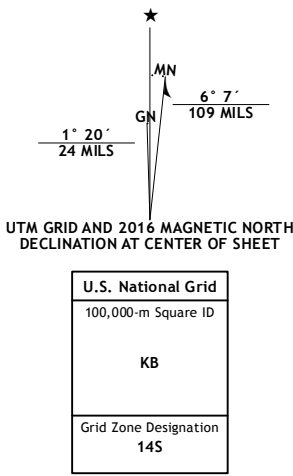 MN
GN
6° 7´
109 MILS
1° 20´
24 MILS
UTM GRID AND 2016 MAGNETIC NORTH
DECLINATION AT CENTER OF SHEET
U.S. National Grid
100,000-m Square ID
KB
Grid Zone Designation
14S